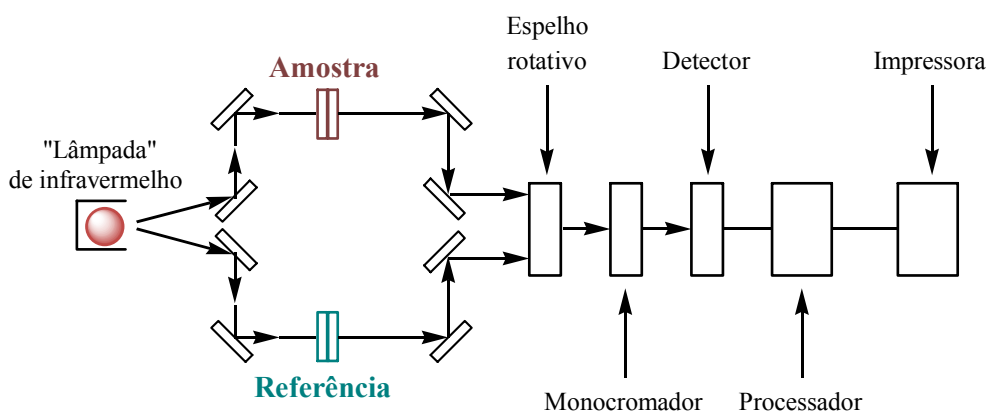 Espelho
rotativo
Detector
Impressora
Amostra
"Lâmpada"
de infravermelho
Referência
Monocromador
Processador